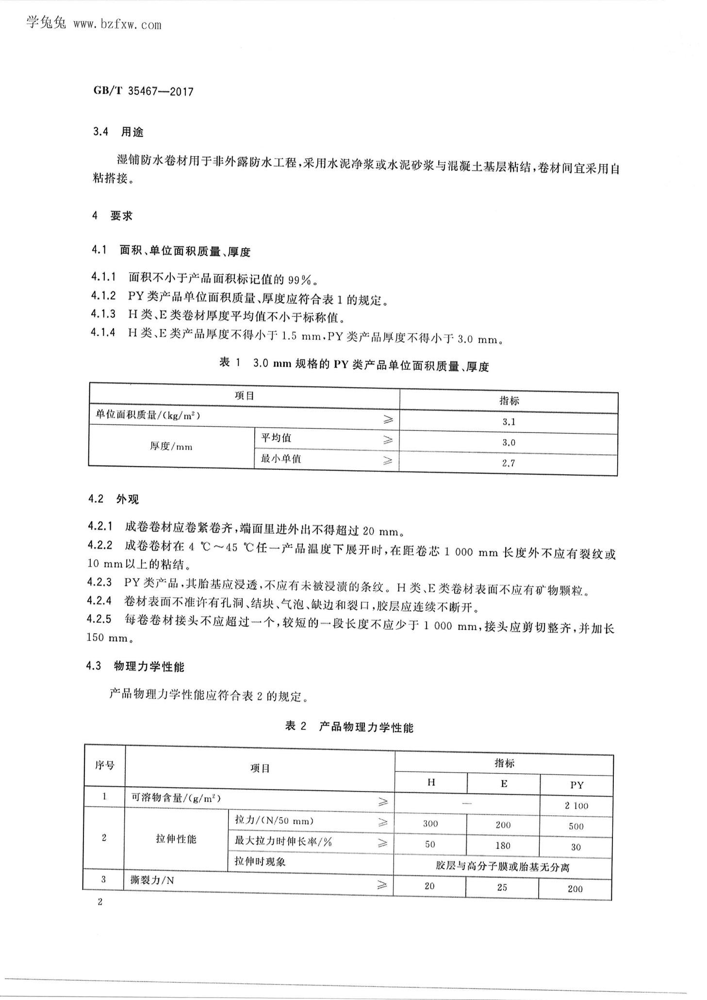 学兔兔 www.bzfxw.com
GB/T 35467—2017
3.4 用途
湿铺防水卷材用于非外露防水工程,采用水泥净浆或水泥砂浆与混凝土基层粘结,卷材间宜采用自
粘搭接。
4 要求
4.1 面积、单位面积质量、厚度
4.1.1 面积不小于产品面积标记值的 99%。
4.1.2 PY 类产品单位面积质量、厚度应符合表 1 的规定。
4.1.3 H 类、E 类卷材厚度平均值不小于标称值。
4.1.4 H 类、E 类产品厚度不得小于 1.5 mm,PY 类产品厚度不得小于 3.0 mm。
表 1 3.0 mm 规格的 PY 类产品单位面积质量、厚度
项目 指标
单位面积质量/(kg/m²) ≥ 3.1
厚度/mm 平均值 ≥ 3.0
最小单值 ≥ 2.7
4.2 外观
4.2.1 成卷卷材应卷紧卷齐,端面里进外出不得超过 20 mm。
4.2.2 成卷卷材在 4 ℃~45 ℃任一产品温度下展开时,在距卷芯 1 000 mm 长度外不应有裂纹或
10 mm以上的粘结。
4.2.3 PY 类产品,其胎基应浸透,不应有未被浸渍的条纹。H 类、E 类卷材表面不应有矿物颗粒。
4.2.4 卷材表面不准许有孔洞、结块、气泡、缺边和裂口,胶层应连续不断开。
4.2.5 每卷卷材接头不应超过一个,较短的一段长度不应少于 1 000 mm,接头应剪切整齐,并加长
150 mm。
4.3 物理力学性能
产品物理力学性能应符合表 2 的规定。
表 2 产品物理力学性能
序号 项目 指标
H E PY
1 可溶物含量/(g/m²) ≥ — 2 100
2 拉伸性能 拉力/(N/50 mm) ≥ 300 200 500
最大拉力时伸长率/% ≥ 50 180 30
拉伸时现象 胶层与高分子膜或胎基无分离
3 撕裂力/N ≥ 20 25 200
2